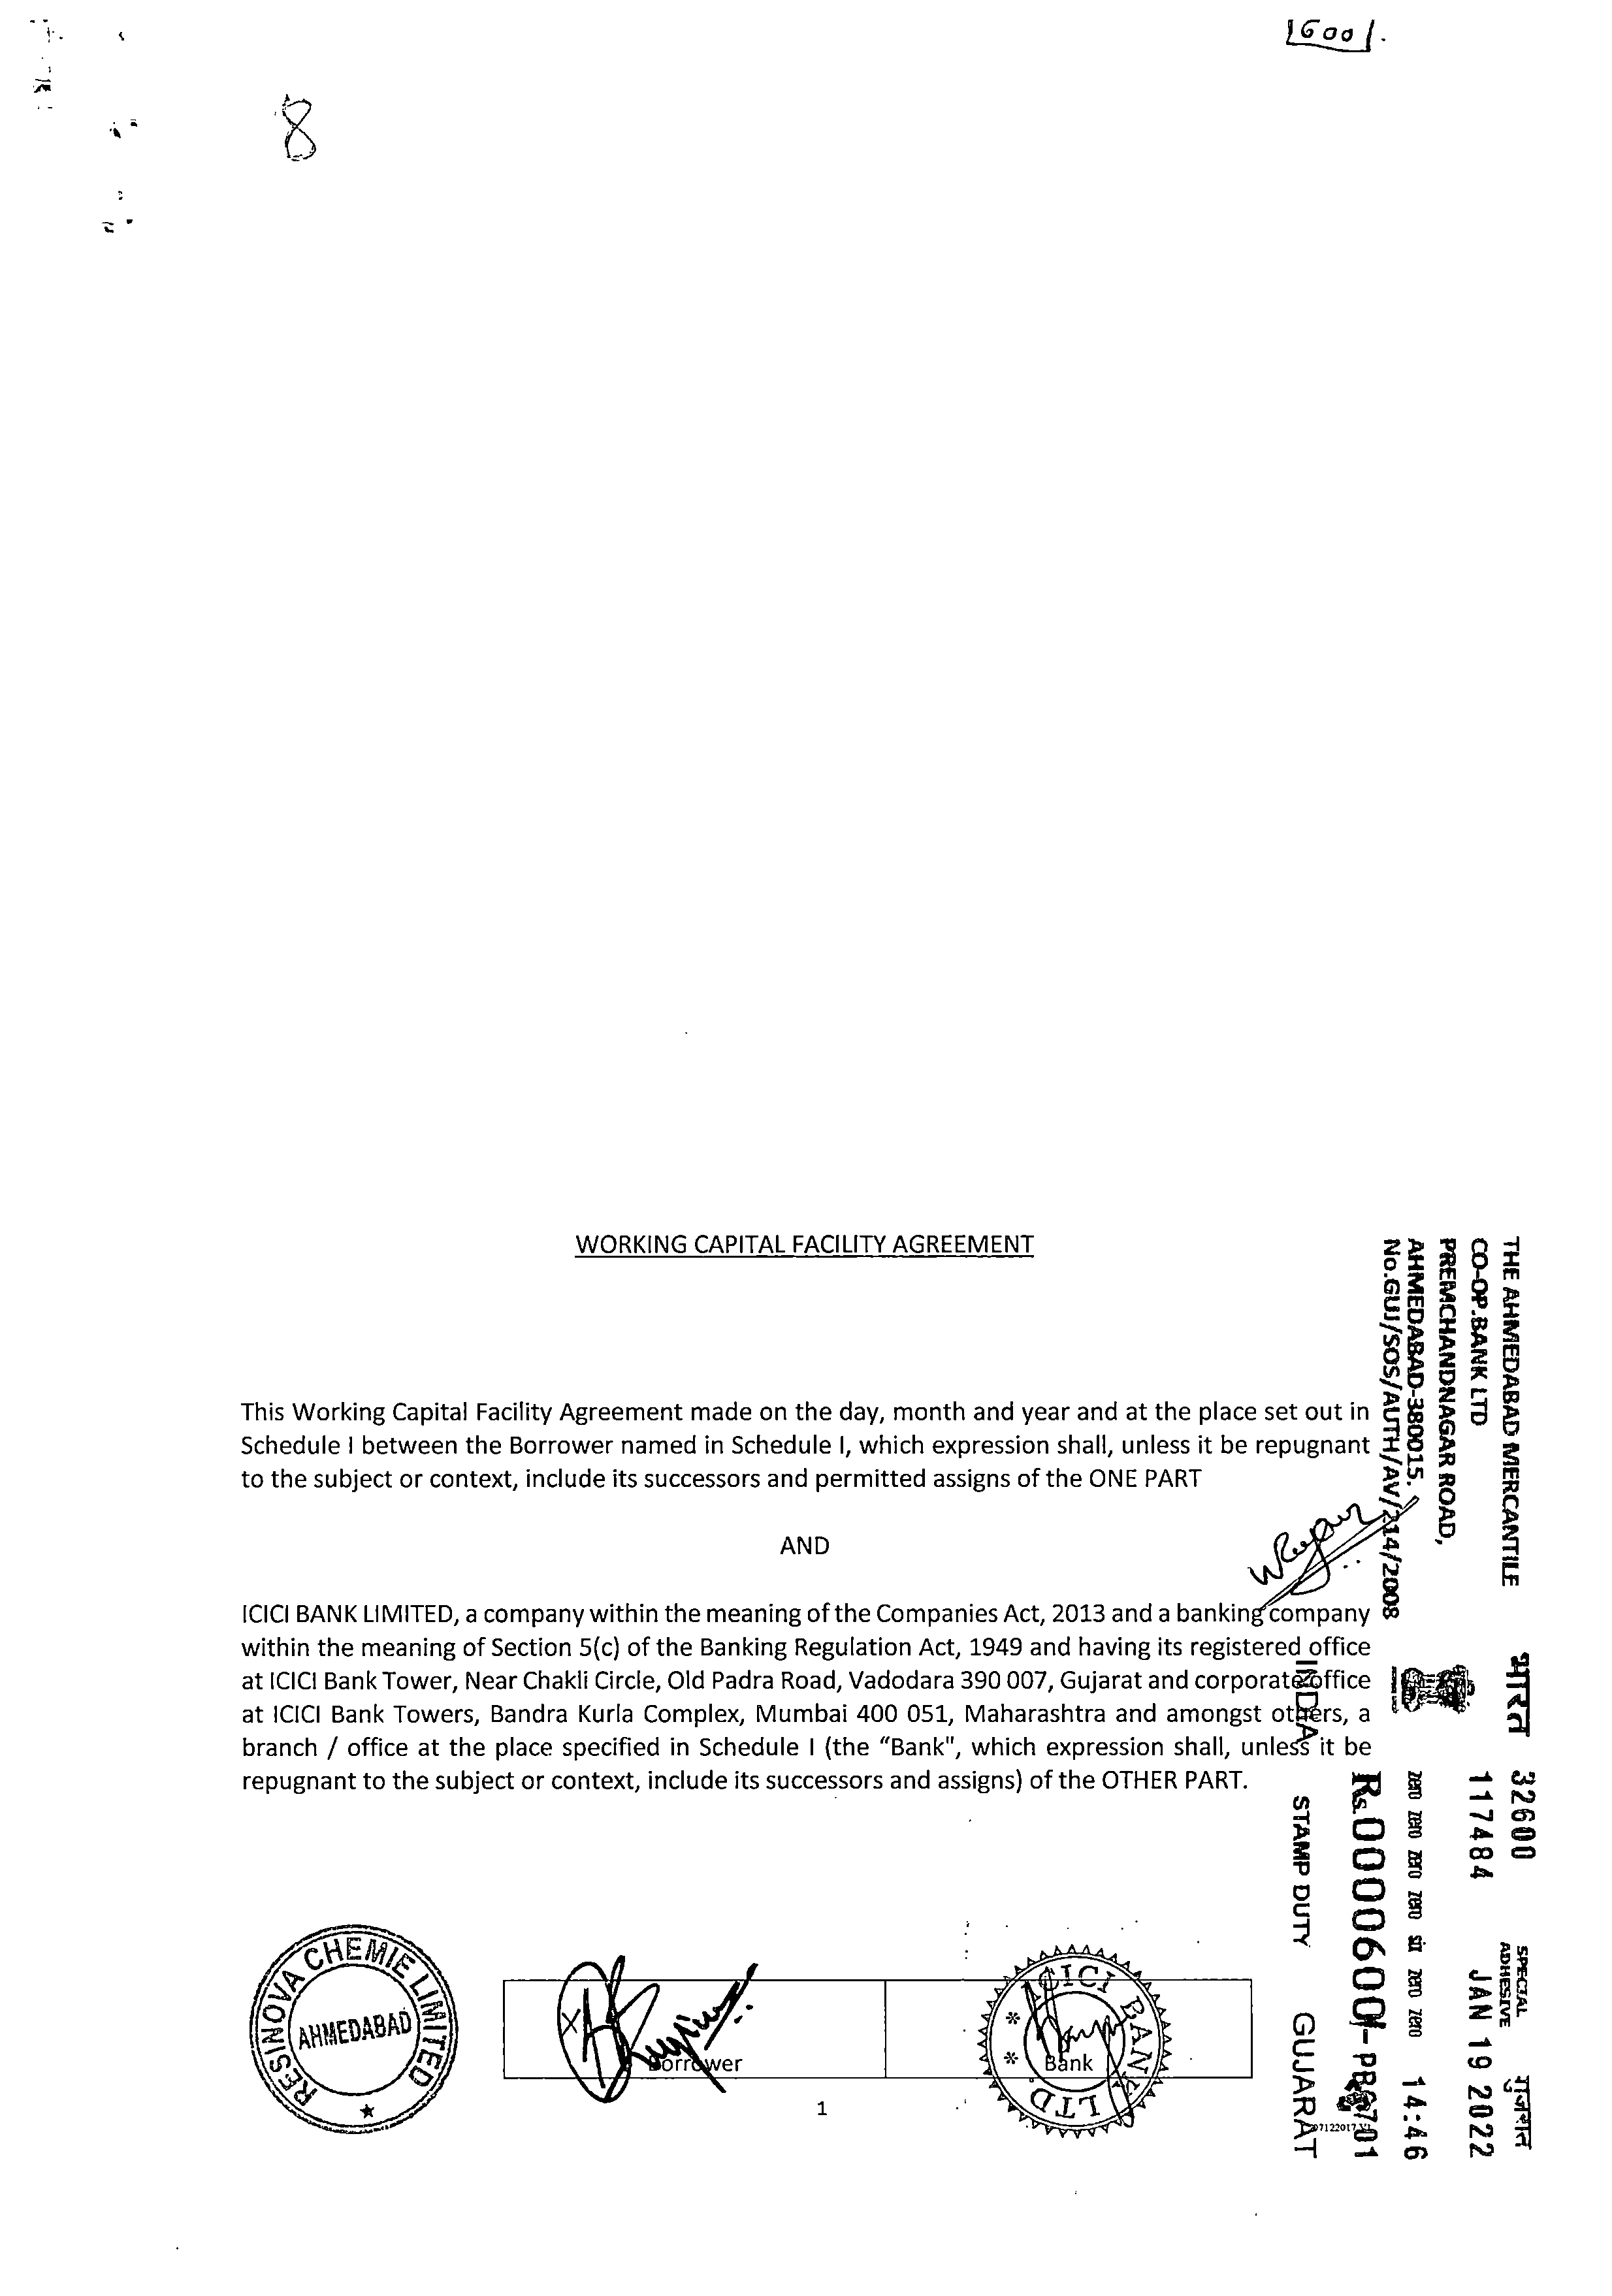 1600/.
8
WORKING CAPITAL FACILITY AGREEMENT
This Working Capital Facility Agreement made on the day, month and year and at the place set out in
Schedule I between the Borrower named in Schedule I, which expression shall, unless it be repugnant
to the subject or context, include its successors and permitted assigns of the ONE PART
AND
ICICI BANK LIMITED, a company within the meaning of the Companies Act, 2013 and a banking company
within the meaning of Section 5(c) of the Banking Regulation Act, 1949 and having its registered office
at ICICI Bank Tower, Near Chakli Circle, Old Padra Road, Vadodara 390 007, Gujarat and corporate office
at ICICI Bank Towers, Bandra Kurla Complex, Mumbai 400 051, Maharashtra and amongst others, a
branch / office at the place specified in Schedule I (the “Bank", which expression shall, unless it be
repugnant to the subject or context, include its successors and assigns) of the OTHER PART.
THE AHMEDABAD MERCANTILE
CO-OP.BANK LTD
PREMCHANDNAGAR ROAD,
AHMEDABAD-380015.
No.GUJ/SOS/AUTH/AV/214/2008
भारत 32600 SPECIAL ADHESIVE गुजरात
117484 JAN 19 2022
zero zero zero zero six zero zero 14:46
Rs.0000600/- PB6701
INDIA STAMP DUTY GUJARAT
RESINOVA CHEMIE LIMITED
AHMEDABAD
Borrower
ICICI BANK LTD.
Bank
1